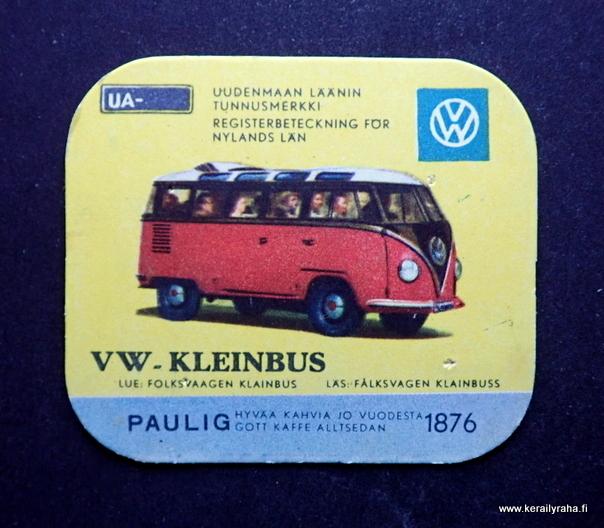 UA-
UUDENMAAN LÄÄNIN
TUNNUSMERKKI
REGISTERBETECKNING FÖR
NYLANDS LÄN
VW
VW-KLEINBUS
LUE: FOLKSVAAGEN KLAINBUS
LÄS: FÅLKSVAGEN KLAINBUSS
PAULIG
HYVÄÄ KAHVIA JO VUODESTA
GOTT KAFFE ALLTSEDAN
1876
www.kerailyraha.fi